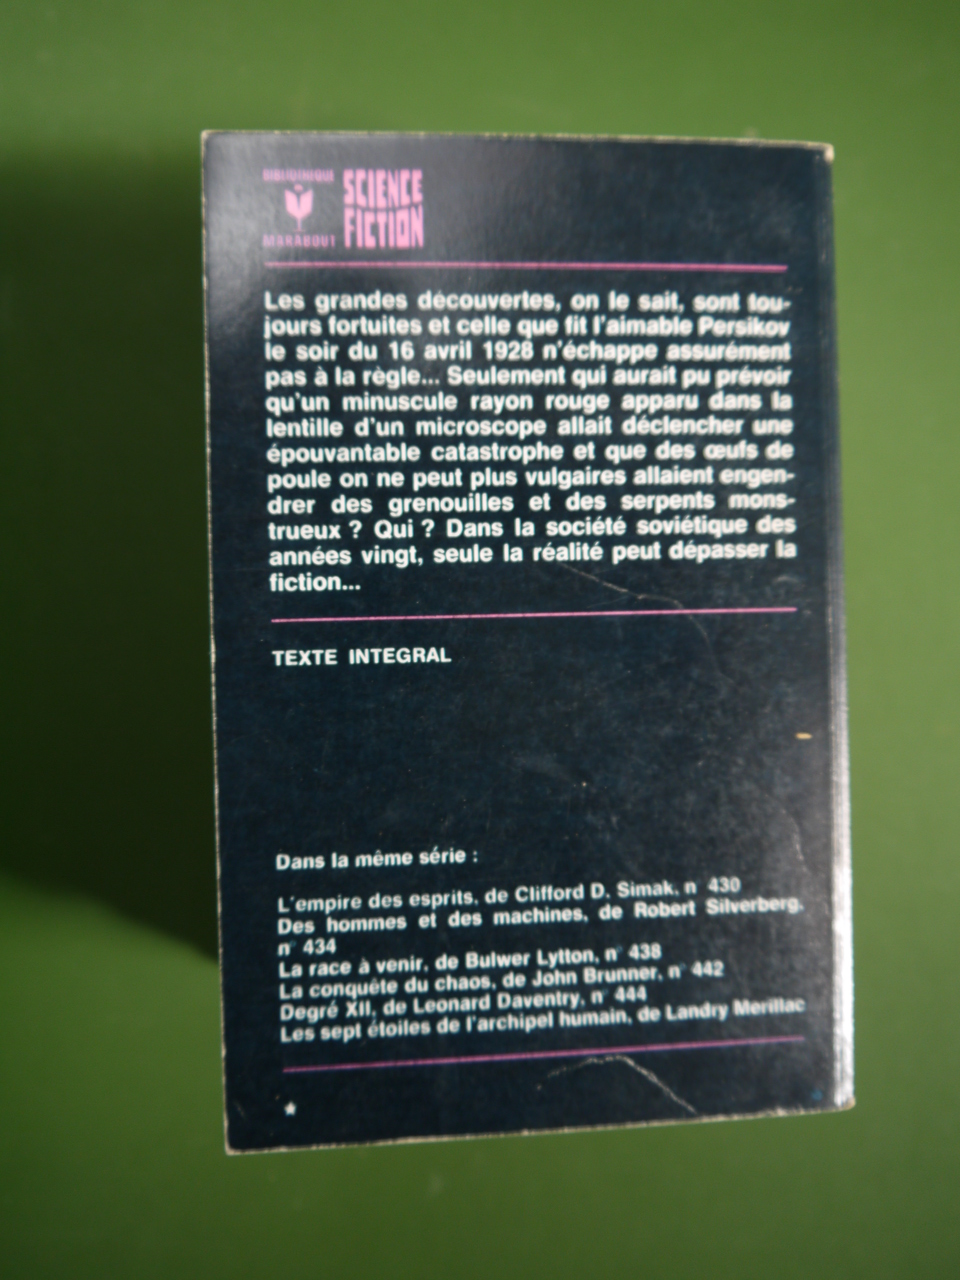 BIBLIOTHEQUE
MARABOUT
SCIENCE
FICTION
Les grandes découvertes, on le sait, sont tou-
jours fortuites et celle que fit l'aimable Persikov
le soir du 16 avril 1928 n'échappe assurément
pas à la règle... Seulement qui aurait pu prévoir
qu'un minuscule rayon rouge apparu dans la
lentille d'un microscope allait déclencher une
épouvantable catastrophe et que des œufs de
poule on ne peut plus vulgaires allaient engen-
drer des grenouilles et des serpents mons-
trueux ? Qui ? Dans la société soviétique des
années vingt, seule la réalité peut dépasser la
fiction...
TEXTE INTEGRAL
Dans la même série :
L'empire des esprits, de Clifford D. Simak, n° 430
Des hommes et des machines, de Robert Silverberg,
n° 434
La race à venir, de Bulwer Lytton, n° 438
La conquête du chaos, de John Brunner, n° 442
Degré XII, de Leonard Daventry, n° 444
Les sept étoiles de l'archipel humain, de Landry Merillac